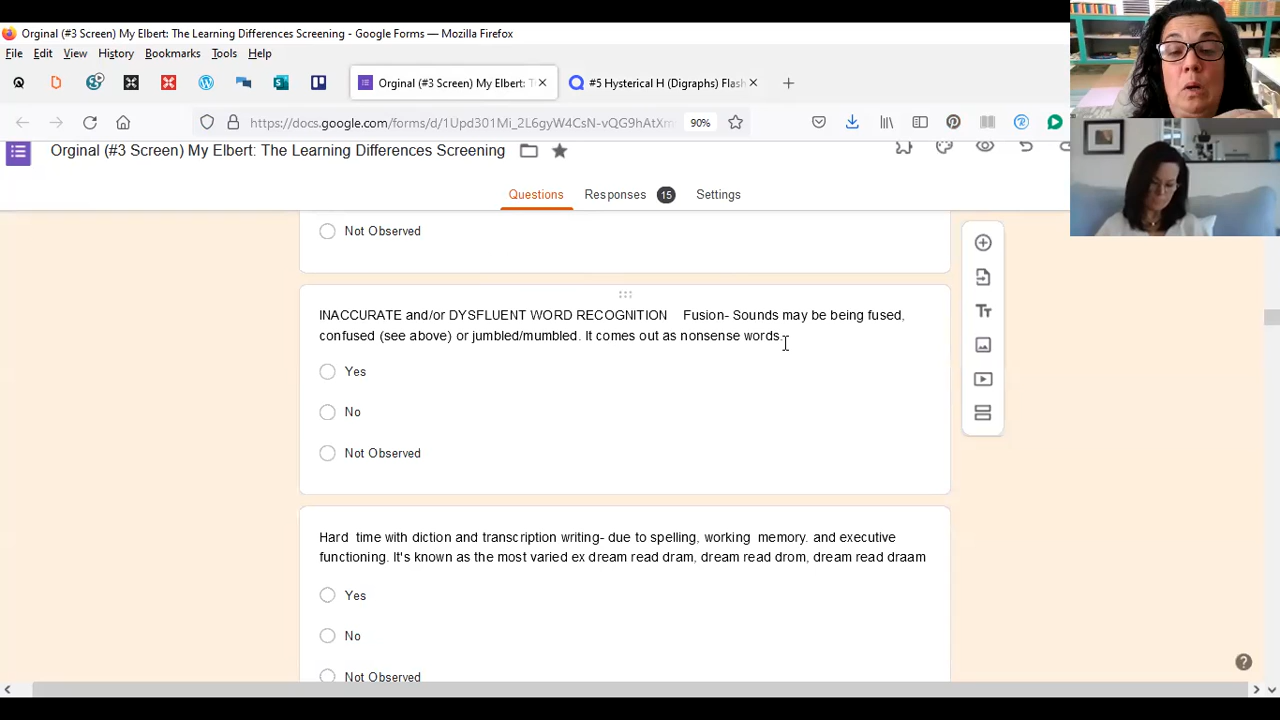 Orginal (#3 Screen) My Elbert: The Learning Differences Screening - Google Forms — Mozilla Firefox
File Edit View History Bookmarks Tools Help
Orginal (#3 Screen) My Elbert: T
#5 Hysterical H (Digraphs) Flash
https://docs.google.com/forms/d/1Upd301Mi_2L6gyW4CsN-vQG9hAtXm
90%
Orginal (#3 Screen) My Elbert: The Learning Differences Screening
Questions Responses 15 Settings
Not Observed
INACCURATE and/or DYSFLUENT WORD RECOGNITION Fusion- Sounds may be being fused,
confused (see above) or jumbled/mumbled. It comes out as nonsense words.
Yes
No
Not Observed
Hard time with diction and transcription writing- due to spelling, working memory. and executive
functioning. It's known as the most varied ex dream read dram, dream read drom, dream read draam
Yes
No
Not Observed